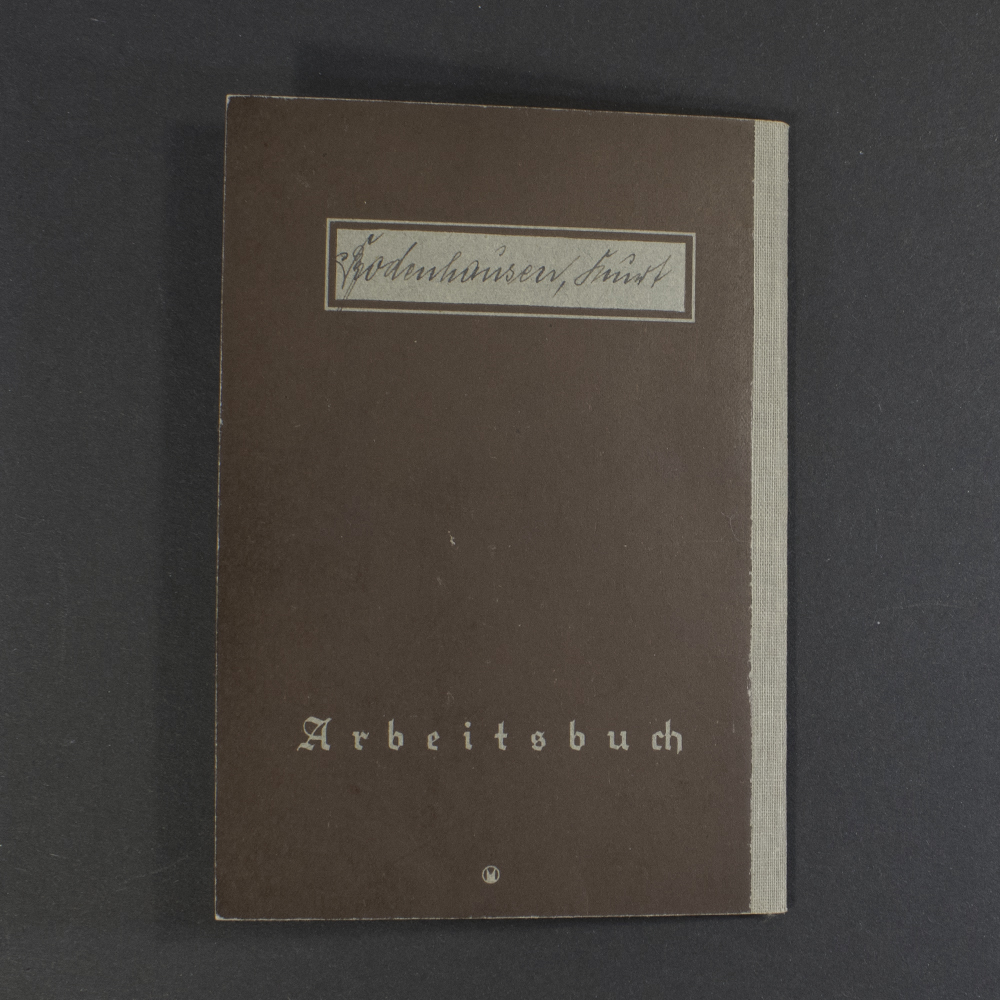 Bodenhausen, Kurt
Arbeitsbuch